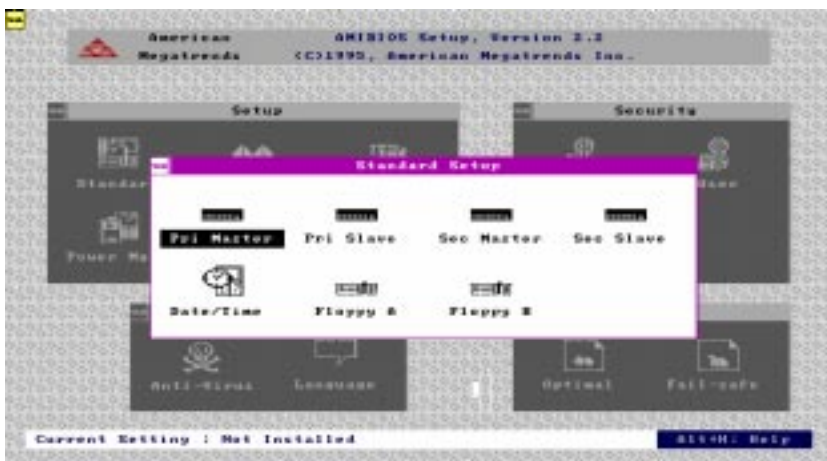 American
Megatrends
AMIBIOS Setup, Version 2.2
(C)1995, American Megatrends Inc.
Setup
Security
Standard Setup
Pri Master
Pri Slave
Sec Master
Sec Slave
Date/Time
Floppy A
Floppy B
Anti-Virus
Language
Optimal
Fail-safe
Current Setting : Not Installed
Alt+H: Help